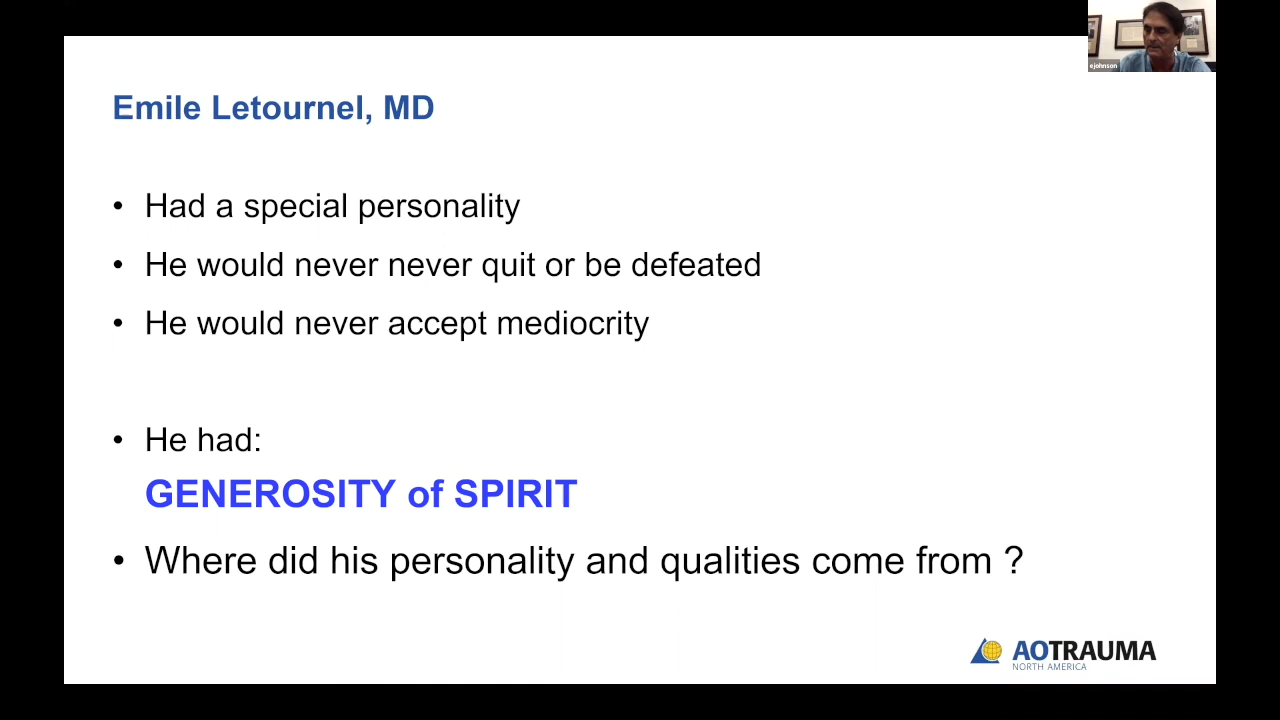 ejohnson
Emile Letournel, MD
• Had a special personality
• He would never never quit or be defeated
• He would never accept mediocrity
• He had:
GENEROSITY of SPIRIT
• Where did his personality and qualities come from ?
AOTRAUMA
NORTH AMERICA